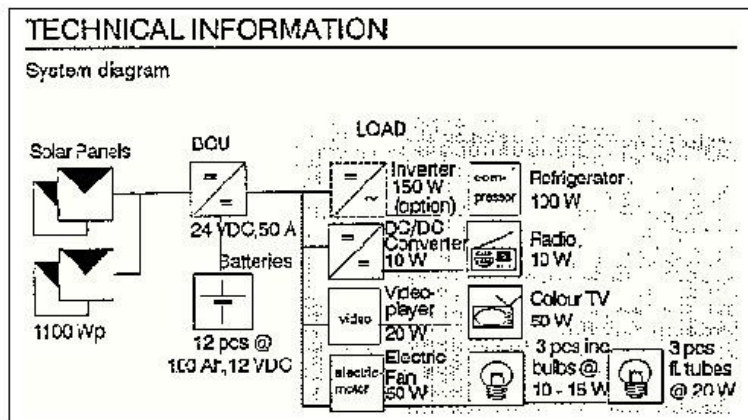 TECHNICAL INFORMATION
System diagram
LOAD
Solar Panels
BCU
Inverter
150 W
(option)
com-
pressor
Refrigerator
100 W
24 VDC, 50 A
DC/DC
Converter
10 W
Radio
10 W
Batteries
1100 Wp
12 pcs @
100 Ah, 12 VDC
video
Video-
player
20 W
Colour TV
50 W
electric
motor
Electric
Fan
50 W
3 pcs inc.
bulbs @
10 - 15 W
3 pcs
fl. tubes
@ 20 W